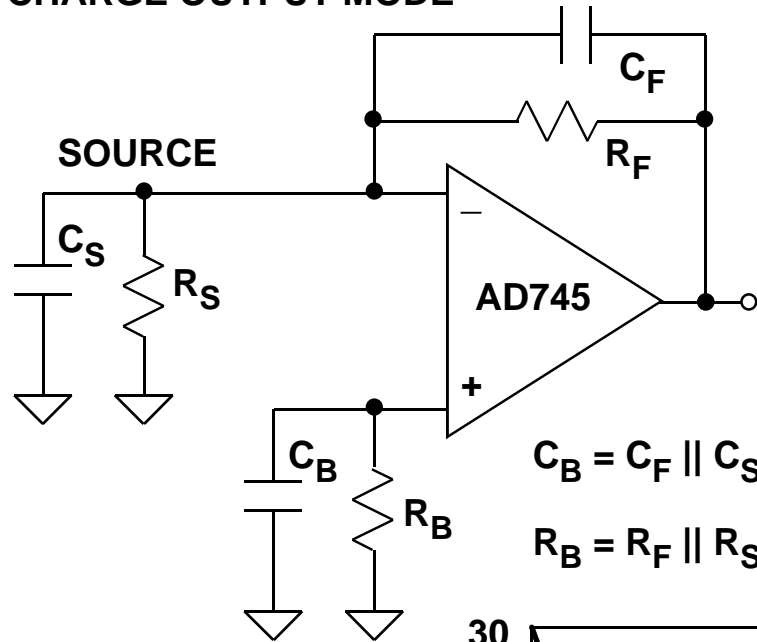 CHARGE OUTPUT MODE
C_F
R_F
SOURCE
C_S
R_S
−
AD745
+
C_B
R_B
C_B = C_F || C_S
R_B = R_F || R_S
30